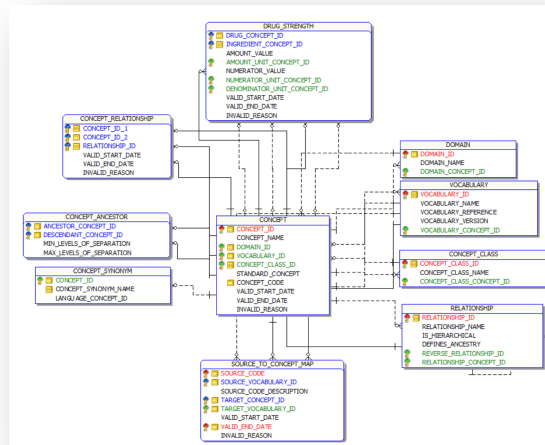 DRUG_STRENGTH
DRUG_CONCEPT_ID
INGREDIENT_CONCEPT_ID
AMOUNT_VALUE
AMOUNT_UNIT_CONCEPT_ID
NUMERATOR_VALUE
NUMERATOR_UNIT_CONCEPT_ID
DENOMINATOR_UNIT_CONCEPT_ID
VALID_START_DATE
VALID_END_DATE
INVALID_REASON
CONCEPT_RELATIONSHIP
CONCEPT_ID_1
CONCEPT_ID_2
RELATIONSHIP_ID
VALID_START_DATE
VALID_END_DATE
INVALID_REASON
DOMAIN
DOMAIN_ID
DOMAIN_NAME
DOMAIN_CONCEPT_ID
VOCABULARY
VOCABULARY_ID
VOCABULARY_NAME
VOCABULARY_REFERENCE
VOCABULARY_VERSION
VOCABULARY_CONCEPT_ID
CONCEPT_ANCESTOR
ANCESTOR_CONCEPT_ID
DESCENDANT_CONCEPT_ID
MIN_LEVELS_OF_SEPARATION
MAX_LEVELS_OF_SEPARATION
CONCEPT
CONCEPT_ID
CONCEPT_NAME
DOMAIN_ID
VOCABULARY_ID
CONCEPT_CLASS_ID
STANDARD_CONCEPT
CONCEPT_CODE
VALID_START_DATE
VALID_END_DATE
INVALID_REASON
CONCEPT_CLASS
CONCEPT_CLASS_ID
CONCEPT_CLASS_NAME
CONCEPT_CLASS_CONCEPT_ID
CONCEPT_SYNONYM
CONCEPT_ID
CONCEPT_SYNONYM_NAME
LANGUAGE_CONCEPT_ID
RELATIONSHIP
RELATIONSHIP_ID
RELATIONSHIP_NAME
IS_HIERARCHICAL
DEFINES_ANCESTRY
REVERSE_RELATIONSHIP_ID
RELATIONSHIP_CONCEPT_ID
SOURCE_TO_CONCEPT_MAP
SOURCE_CODE
SOURCE_VOCABULARY_ID
SOURCE_CODE_DESCRIPTION
TARGET_CONCEPT_ID
TARGET_VOCABULARY_ID
VALID_START_DATE
VALID_END_DATE
INVALID_REASON